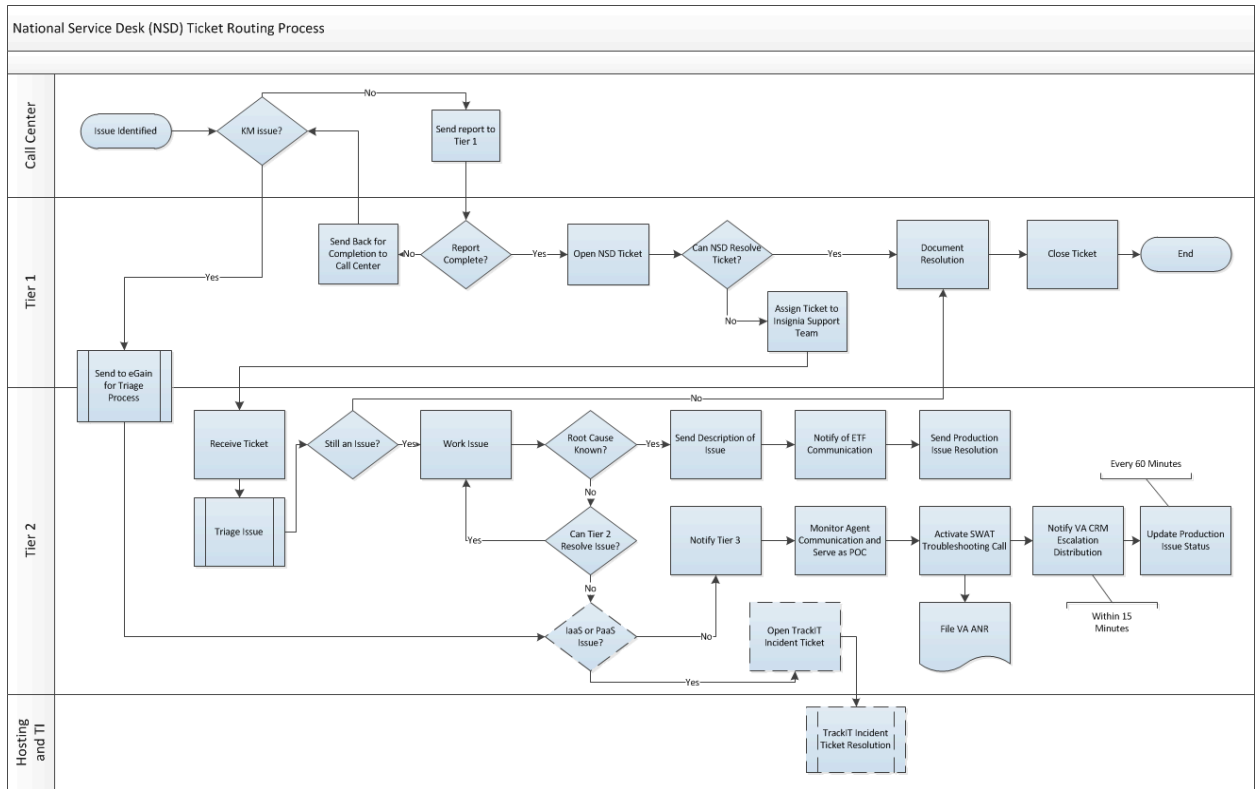 National Service Desk (NSD) Ticket Routing Process
Call Center
Issue Identified
KM issue?
No
Send report to
Tier 1
Tier 1
Yes
Send Back for
Completion to
Call Center
No
Report
Complete?
Yes
Open NSD Ticket
Can NSD Resolve
Ticket?
Yes
No
Assign Ticket to
Insignia Support
Team
Document
Resolution
Close Ticket
End
Send to eGain
for Triage
Process
Tier 2
Receive Ticket
Triage Issue
Still an Issue?
No
Yes
Work Issue
Root Cause
Known?
Yes
Send Description of
Issue
Notify of ETF
Communication
Send Production
Issue Resolution
No
Can Tier 2
Resolve Issue?
Yes
No
IaaS or PaaS
Issue?
No
Yes
Notify Tier 3
Monitor Agent
Communication and
Serve as POC
Activate SWAT
Troubleshooting Call
Notify VA CRM
Escalation
Distribution
Update Production
Issue Status
Every 60 Minutes
Within 15
Minutes
File VA ANR
Open TrackIT
Incident Ticket
Hosting
and TI
TrackIT Incident
Ticket Resolution